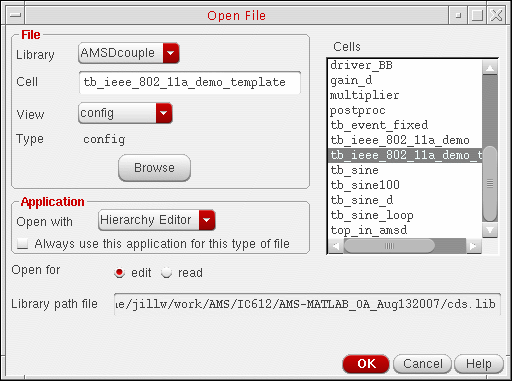 Open File
File
Library AMSDcouple
Cell tb_ieee_802_11a_demo_template
View config
Type config
Browse
Application
Open with Hierarchy Editor
Always use this application for this type of file
Cells
driver_BB
gain_d
multiplier
postproc
tb_event_fixed
tb_ieee_802_11a_demo
tb_ieee_802_11a_demo_t
tb_sine
tb_sine100
tb_sine_d
tb_sine_loop
top_in_amsd
Open for edit read
Library path file ne/jillw/work/AMS/IC612/AMS-MATLAB_OA_Aug132007/cds.lib
OK Cancel Help